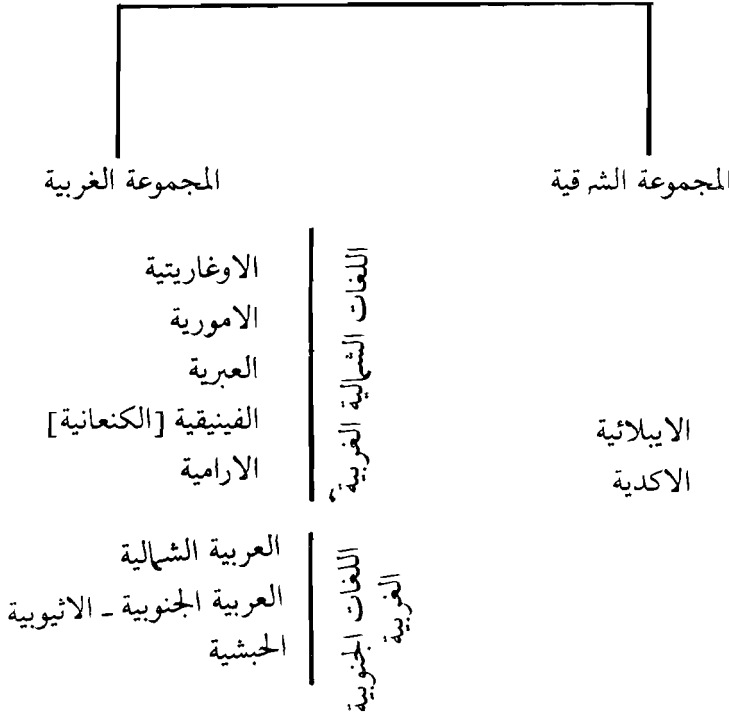 المجموعة الشرقية
المجموعة الغربية
الايبلائية
الاكدية
اللغات الشمالية الغربية
الاوغاريتية
الامورية
العبرية
الفينيقية [الكنعانية]
الارامية
اللغات الجنوبية
الغربية
العربية الشمالية
العربية الجنوبية ـ الاثيوبية
الحبشية